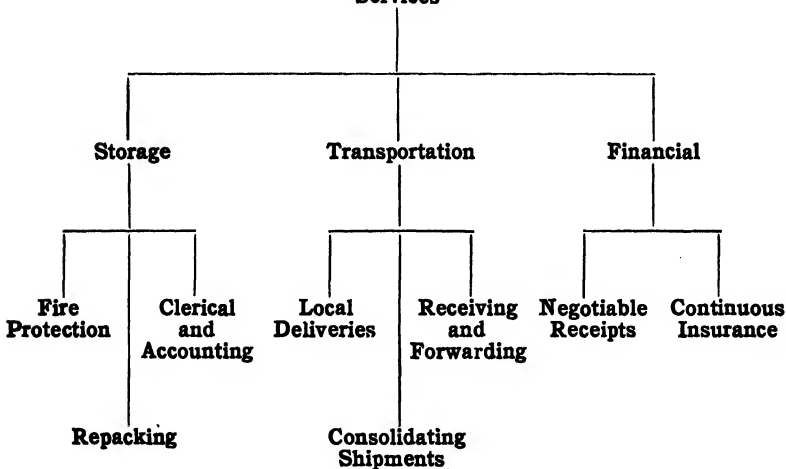 Services
Storage
Transportation
Financial
Fire
Protection
Clerical
and
Accounting
Local
Deliveries
Receiving
and
Forwarding
Negotiable
Receipts
Continuous
Insurance
Repacking
Consolidating
Shipments